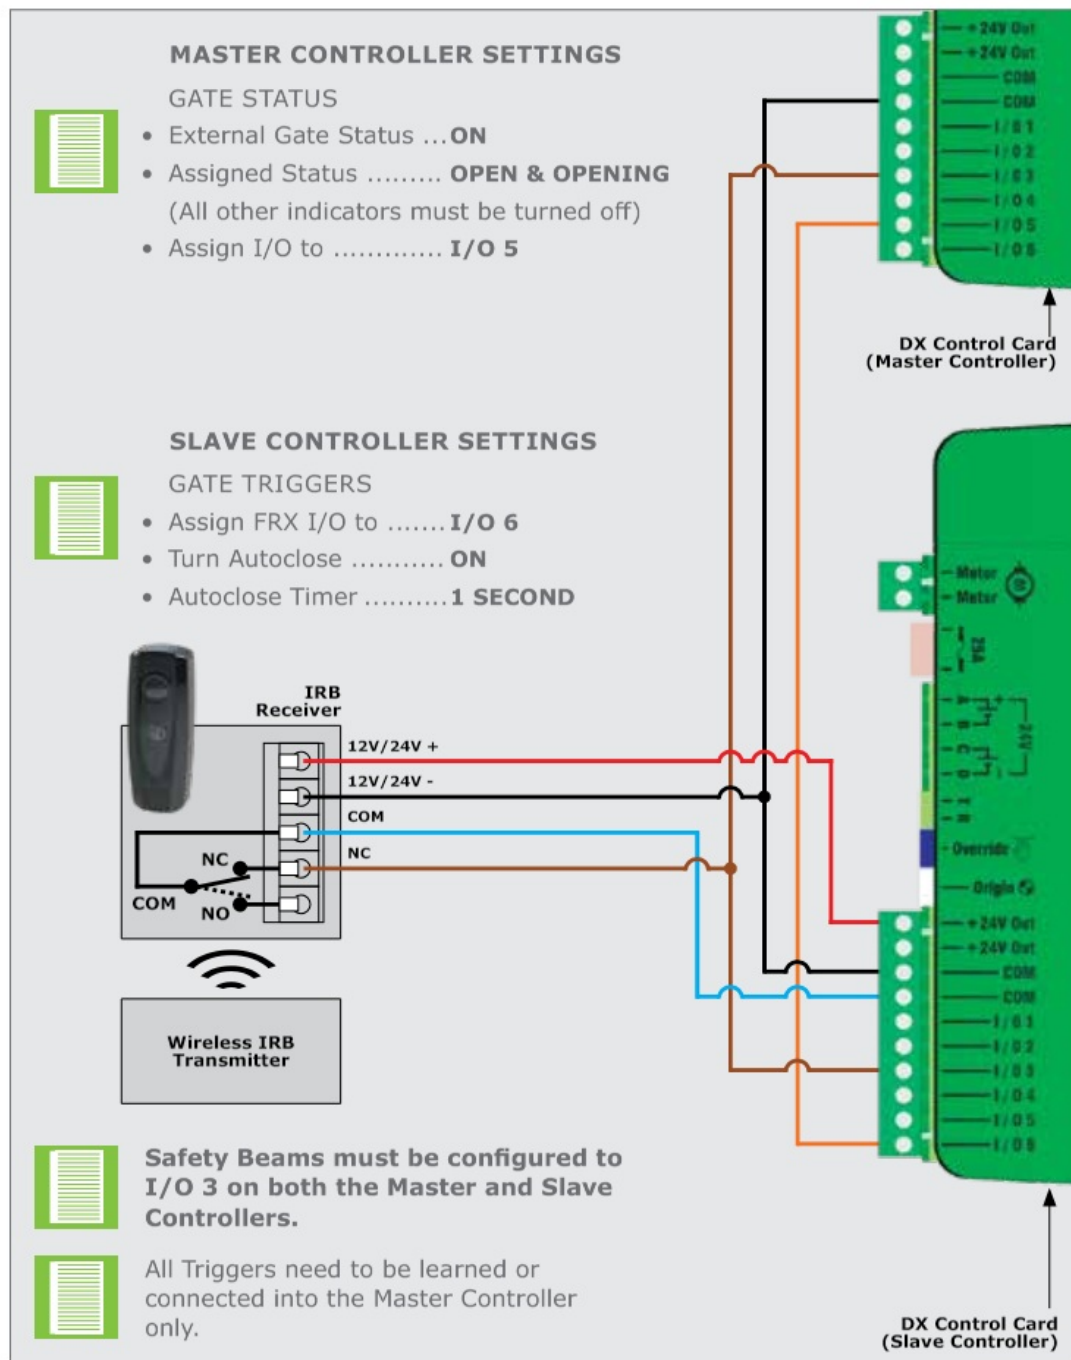 MASTER CONTROLLER SETTINGS
GATE STATUS
• External Gate Status ...ON
• Assigned Status ......... OPEN & OPENING
(All other indicators must be turned off)
• Assign I/O to ............. I/O 5
+24V Out
+24V Out
COM
COM
I/O 1
I/O 2
I/O 3
I/O 4
I/O 5
I/O 6
DX Control Card
(Master Controller)
SLAVE CONTROLLER SETTINGS
GATE TRIGGERS
• Assign FRX I/O to ....... I/O 6
• Turn Autoclose ........... ON
• Autoclose Timer ..........1 SECOND
Motor
Motor
25A
A
B
C
D
+
-
24V
Override
Origin
+24V Out
+24V Out
COM
COM
I/O 1
I/O 2
I/O 3
I/O 4
I/O 5
I/O 6
IRB
Receiver
12V/24V +
12V/24V -
COM
NC
NC
COM
NO
Wireless IRB
Transmitter
Safety Beams must be configured to
I/O 3 on both the Master and Slave
Controllers.
All Triggers need to be learned or
connected into the Master Controller
only.
DX Control Card
(Slave Controller)